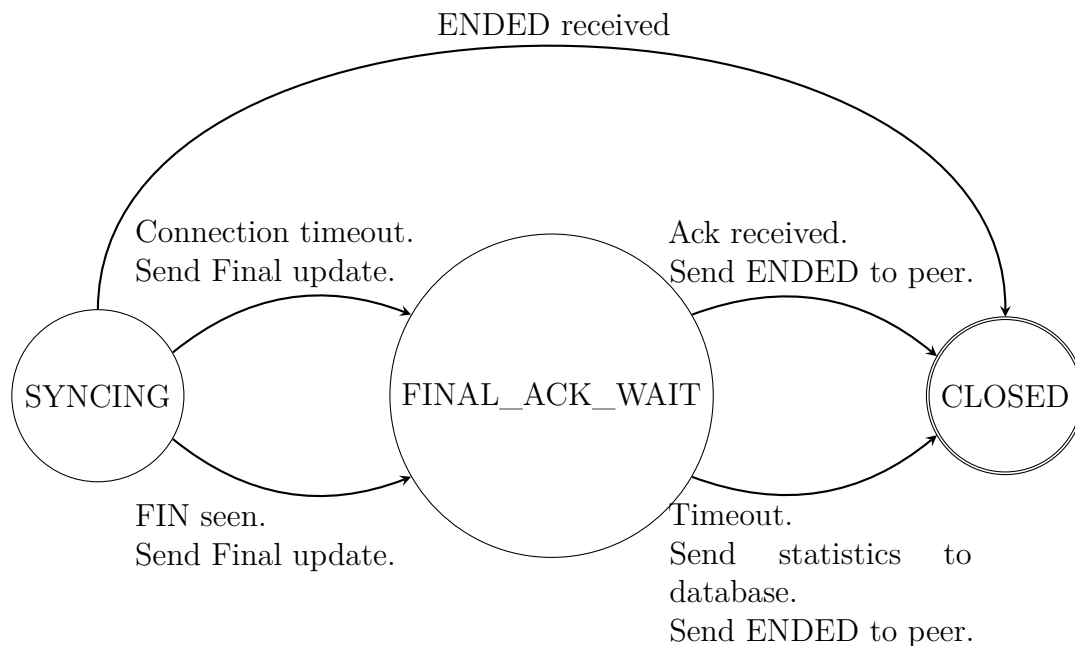 ENDED received
Connection timeout.
Send Final update.
Ack received.
Send ENDED to peer.
SYNCING
FINAL_ACK_WAIT
CLOSED
FIN seen.
Send Final update.
Timeout.
Send statistics to
database.
Send ENDED to peer.